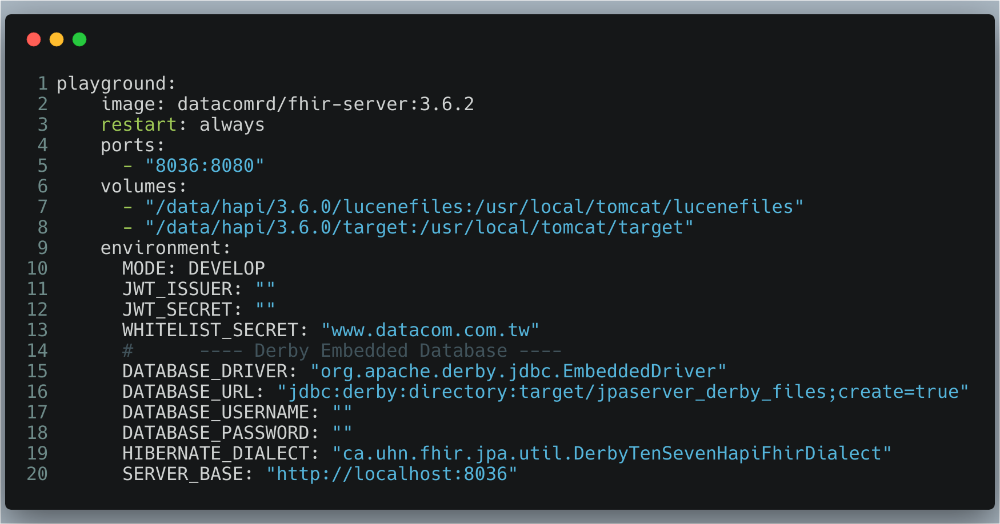 1 playground:
2     image: datacomrd/fhir-server:3.6.2
3     restart: always
4     ports:
5       - "8036:8080"
6     volumes:
7       - "/data/hapi/3.6.0/lucenefiles:/usr/local/tomcat/lucenefiles"
8       - "/data/hapi/3.6.0/target:/usr/local/tomcat/target"
9     environment:
10       MODE: DEVELOP
11       JWT_ISSUER: ""
12       JWT_SECRET: ""
13       WHITELIST_SECRET: "www.datacom.com.tw"
14       #      ---- Derby Embedded Database ----
15       DATABASE_DRIVER: "org.apache.derby.jdbc.EmbeddedDriver"
16       DATABASE_URL: "jdbc:derby:directory:target/jpaserver_derby_files;create=true"
17       DATABASE_USERNAME: ""
18       DATABASE_PASSWORD: ""
19       HIBERNATE_DIALECT: "ca.uhn.fhir.jpa.util.DerbyTenSevenHapiFhirDialect"
20       SERVER_BASE: "http://localhost:8036"